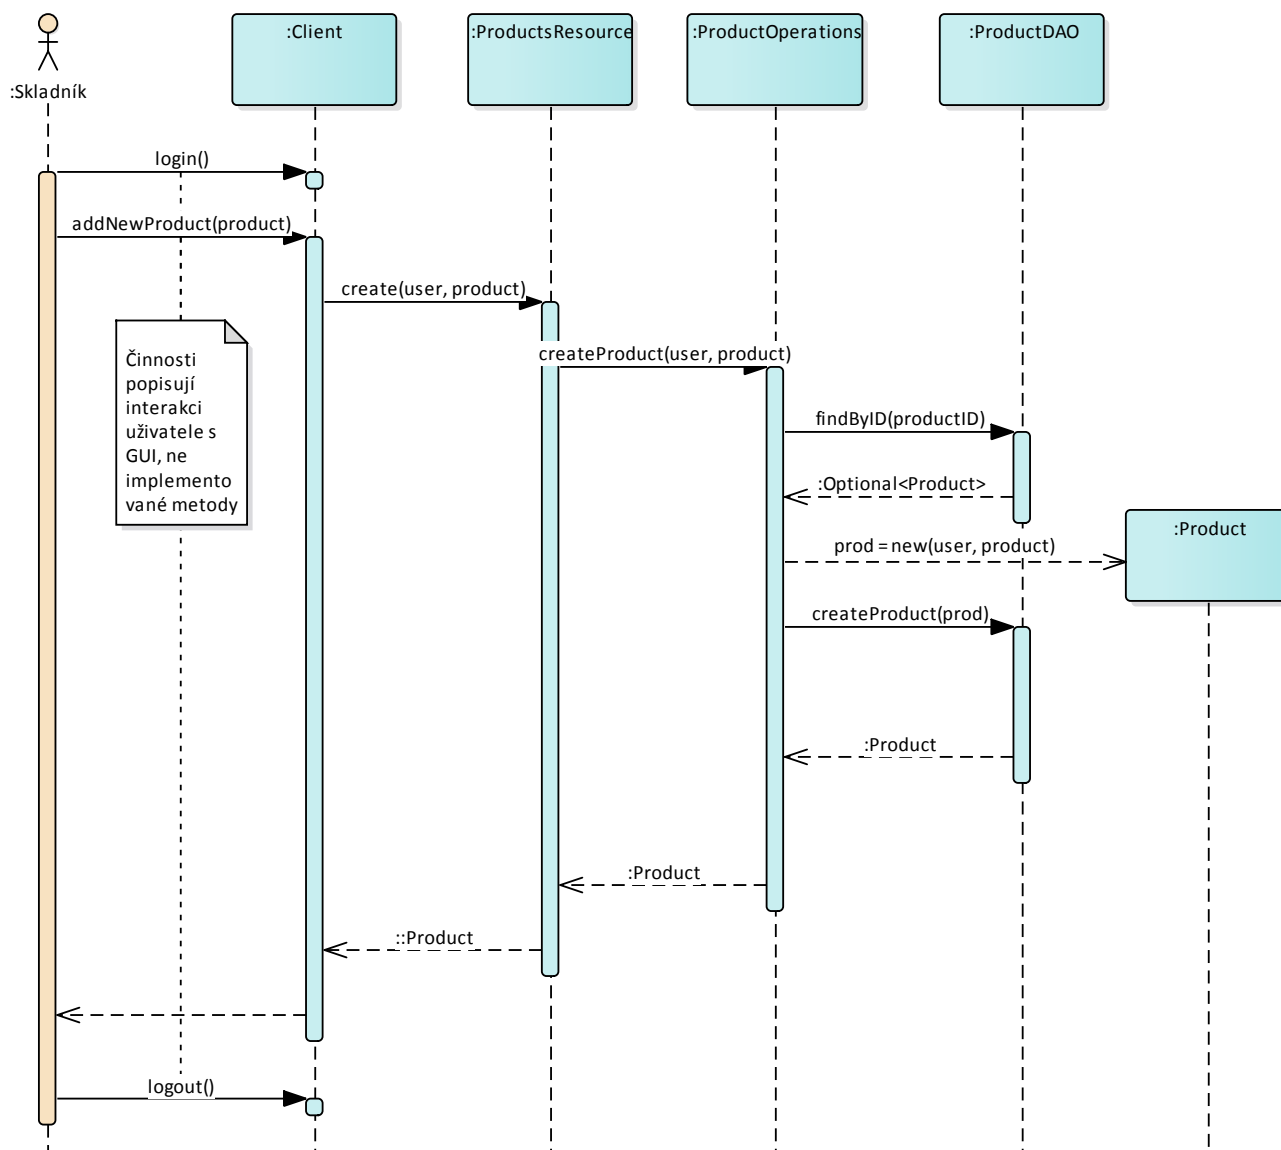 :Skladník
:Client
:ProductsResource
:ProductOperations
:ProductDAO
login()
addNewProduct(product)
create(user, product)
createProduct(user, product)
Činnosti
popisují
interakci
uživatele s
GUI, ne
implemento
vané metody
findByID(productID)
:Optional<Product>
:Product
prod = new(user, product)
createProduct(prod)
:Product
:Product
::Product
logout()